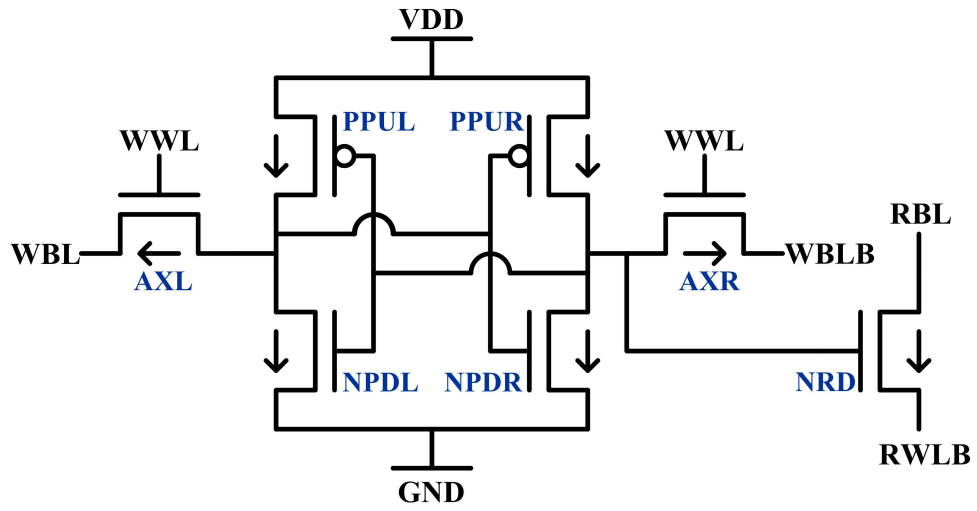 VDD
PPUL PPUR
WWL WWL
RBL
WBL WBLB
AXL AXR
NPDL NPDR NRD
RWLB
GND